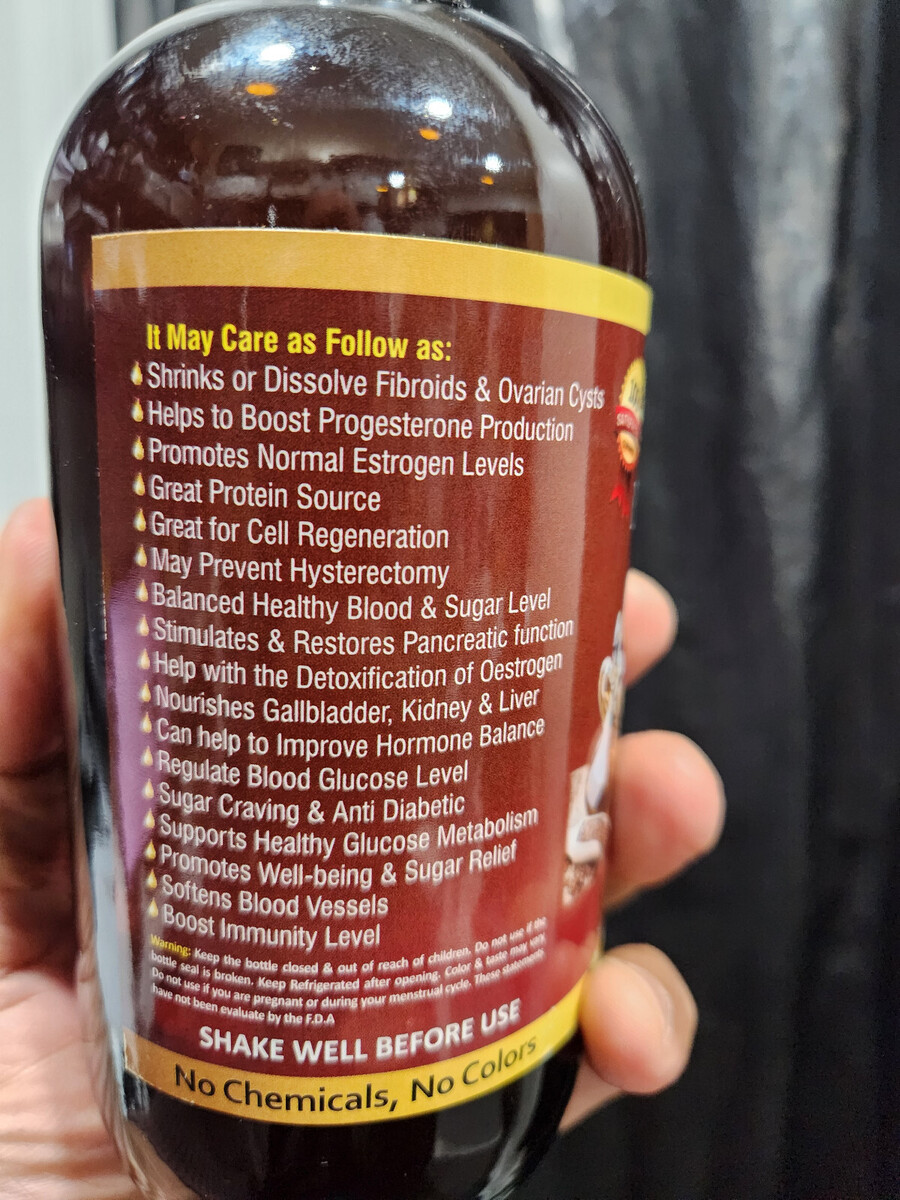 It May Care as Follow as:
Shrinks or Dissolve Fibroids & Ovarian Cysts
Helps to Boost Progesterone Production
Promotes Normal Estrogen Levels
Great Protein Source
Great for Cell Regeneration
May Prevent Hysterectomy
Balanced Healthy Blood & Sugar Level
Stimulates & Restores Pancreatic function
Help with the Detoxification of Oestrogen
Nourishes Gallbladder, Kidney & Liver
Can help to Improve Hormone Balance
Regulate Blood Glucose Level
Sugar Craving & Anti Diabetic
Supports Healthy Glucose Metabolism
Promotes Well-being & Sugar Relief
Softens Blood Vessels
Boost Immunity Level
Warning: Keep the bottle closed & out of reach of children. Do not use if the
bottle seal is broken. Keep Refrigerated after opening. Color & taste may vary.
Do not use if you are pregnant or during your menstrual cycle. These statements
have not been evaluate by the F.D.A
SHAKE WELL BEFORE USE
No Chemicals, No Colors